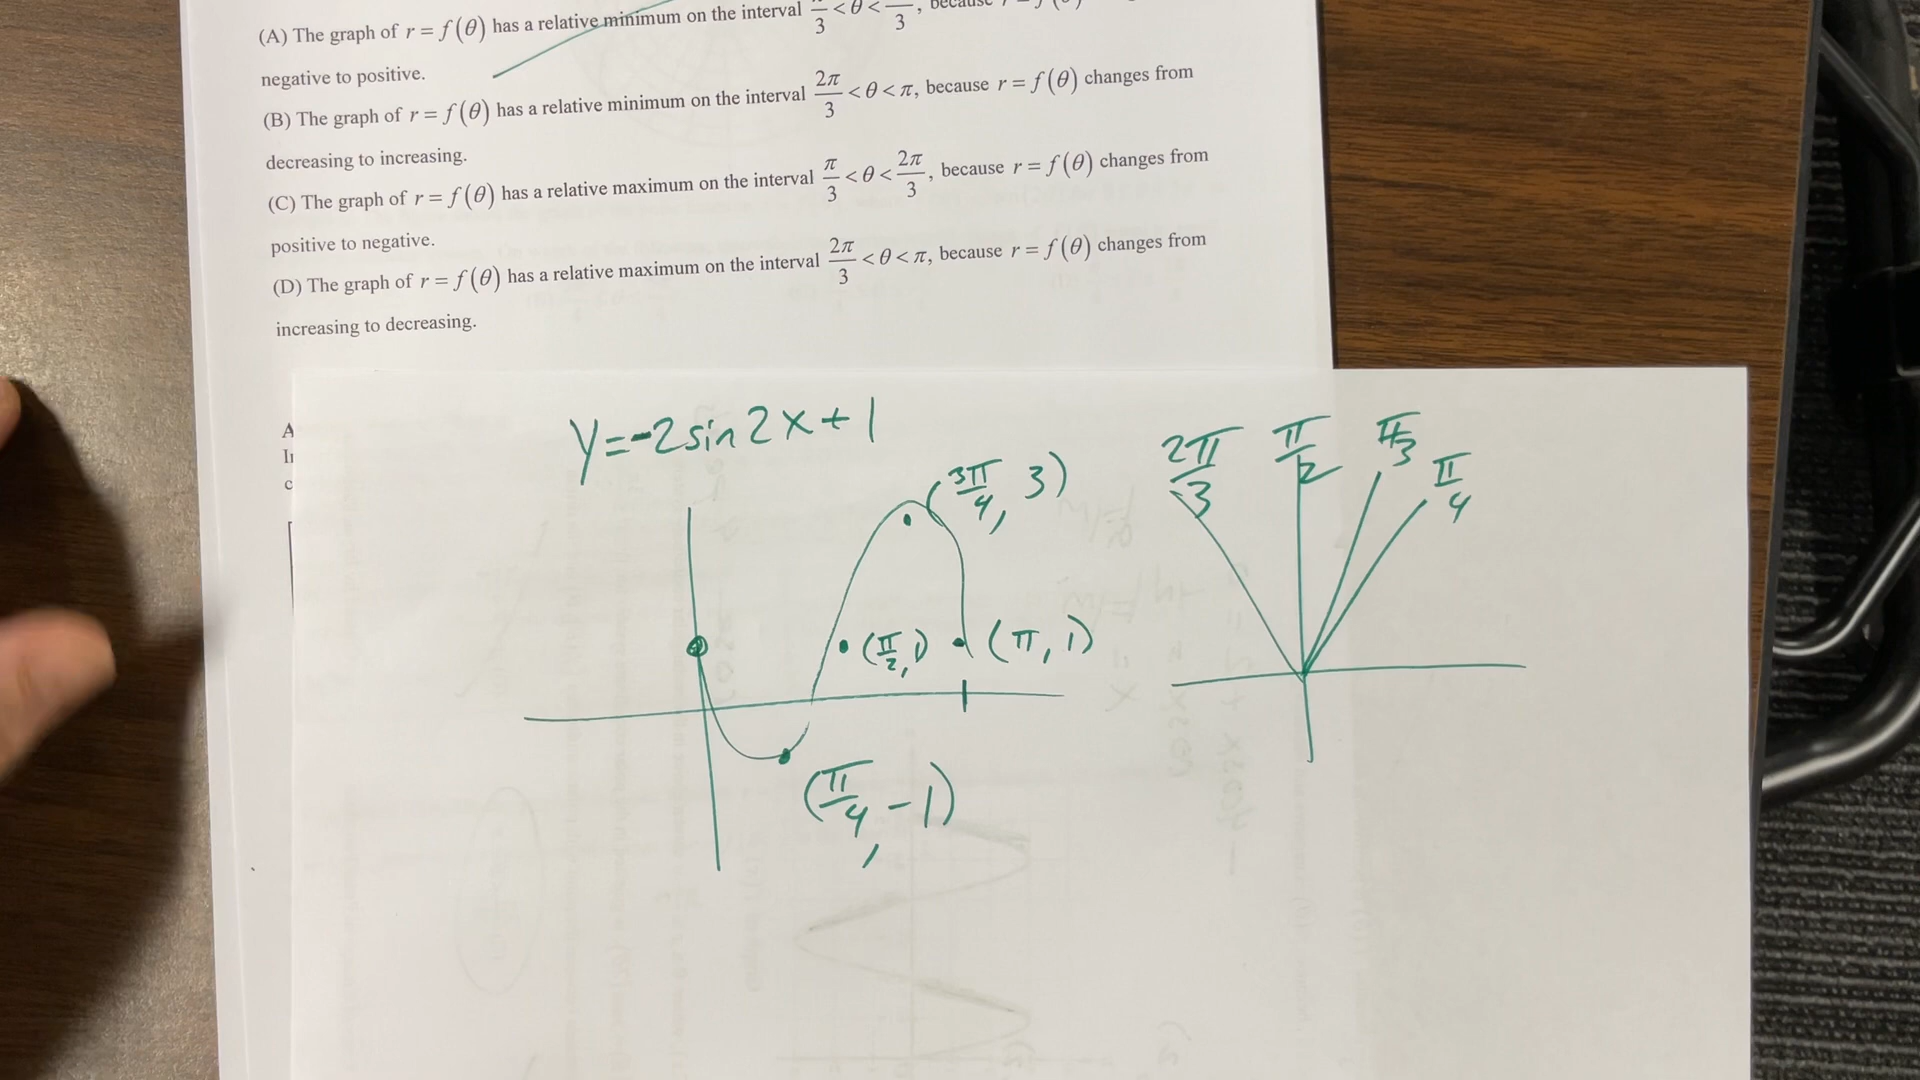 (A) The graph of r = f(θ) has a relative minimum on the interval π/3 < θ < /3, because r = f(θ)
negative to positive.
(B) The graph of r = f(θ) has a relative minimum on the interval 2π/3 < θ < π, because r = f(θ) changes from
decreasing to increasing.
(C) The graph of r = f(θ) has a relative maximum on the interval π/3 < θ < 2π/3, because r = f(θ) changes from
positive to negative.
(D) The graph of r = f(θ) has a relative maximum on the interval 2π/3 < θ < π, because r = f(θ) changes from
increasing to decreasing.
A
c
y=-2sin2x+1
(3π/4, 3)
(π/2, 1)
(π, 1)
(π/4, -1)
2π/3
π/2
π/3
π/4